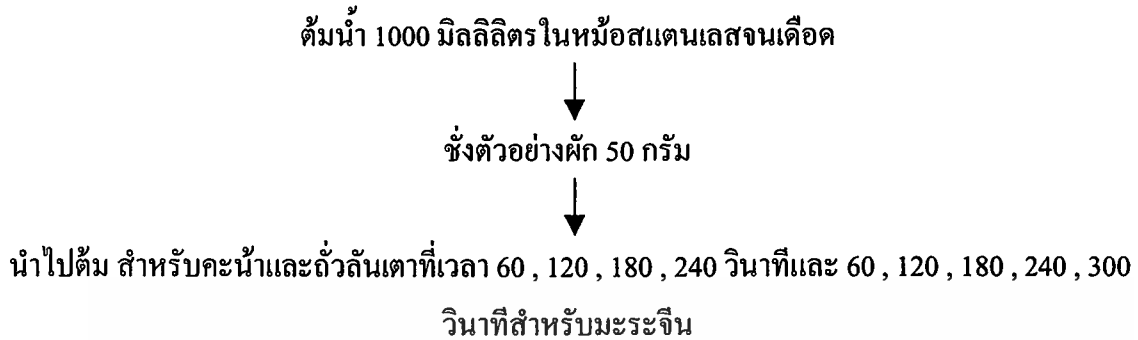 ต้มน้ำ 1000 มิลลิลิตรในหม้อสแตนเลสจนเดือด
ชั่งตัวอย่างผัก 50 กรัม
นำไปต้ม สำหรับคะน้าและถั่วลันเตาที่เวลา 60 , 120 , 180 , 240 วินาทีและ 60 , 120 , 180 , 240 , 300
วินาทีสำหรับมะระจีน